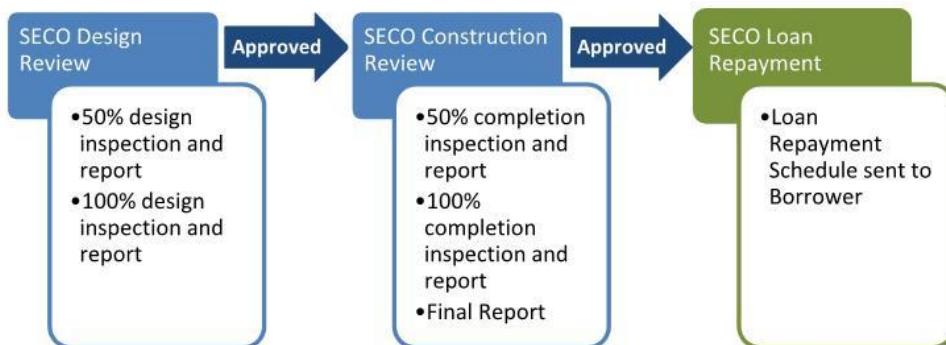 SECO Design
Review
Approved
SECO Construction
Review
Approved
SECO Loan
Repayment
•50% design
inspection and
report
•100% design
inspection and
report
•50% completion
inspection and
report
•100%
completion
inspection and
report
•Final Report
•Loan
Repayment
Schedule sent to
Borrower